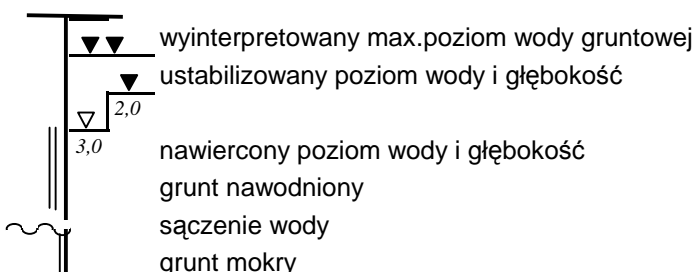 wyinterpretowany max.poziom wody gruntowej
ustabilizowany poziom wody i głębokość
2,0
3,0
nawiercony poziom wody i głębokość
grunt nawodniony
sączenie wody
grunt mokry